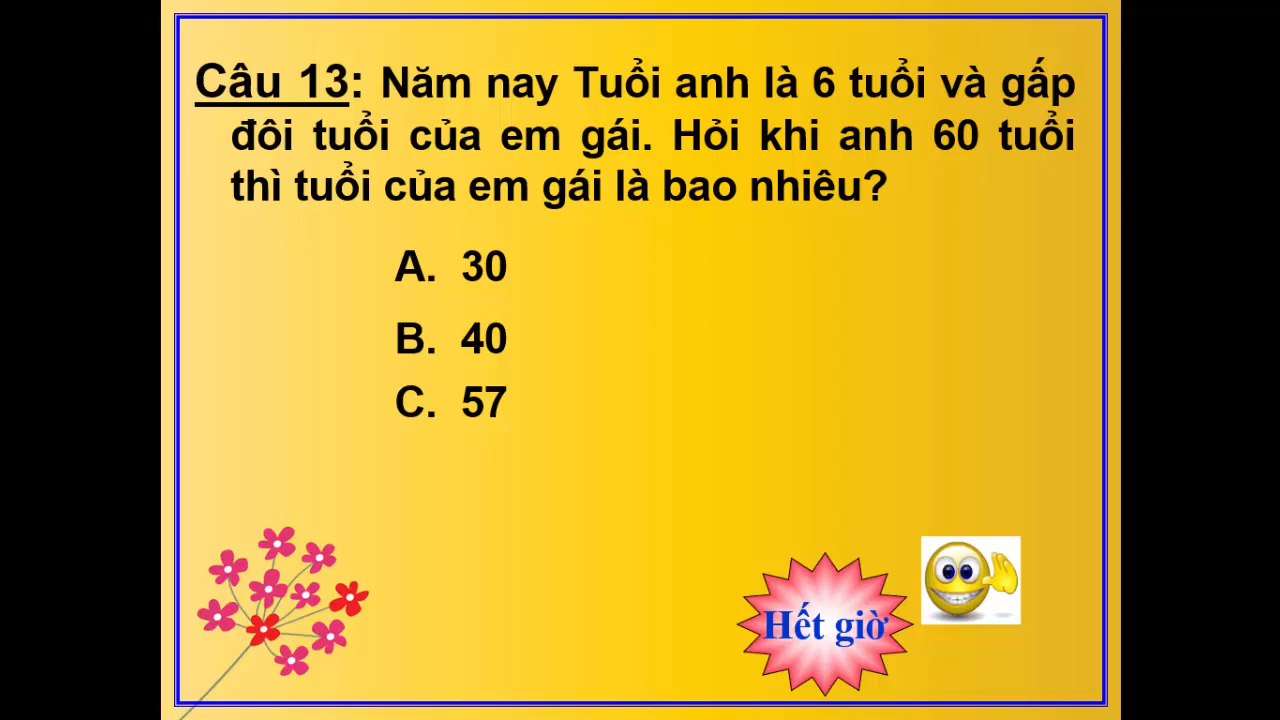 Câu 13: Năm nay Tuổi anh là 6 tuổi và gấp
đôi tuổi của em gái. Hỏi khi anh 60 tuổi
thì tuổi của em gái là bao nhiêu?
A. 30
B. 40
C. 57
Hết giờ